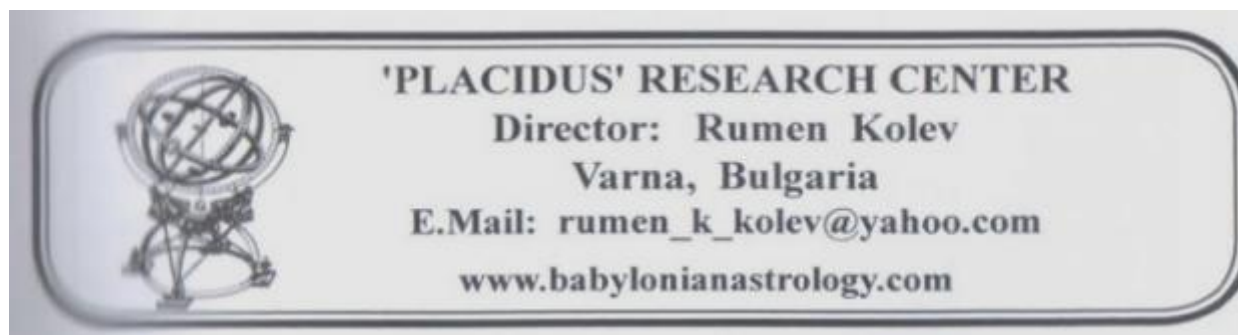 'PLACIDUS' RESEARCH CENTER
Director: Rumen Kolev
Varna, Bulgaria
E.Mail: rumen_k_kolev@yahoo.com
www.babylonianastrology.com